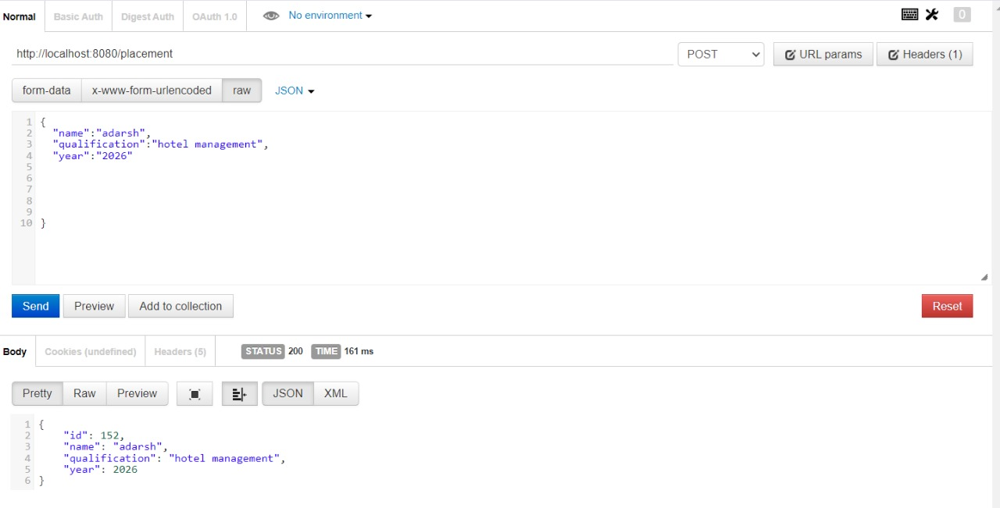 Normal Basic Auth Digest Auth OAuth 1.0 No environment 0
http://localhost:8080/placement POST URL params Headers (1)
form-data x-www-form-urlencoded raw JSON
1 {
2 "name":"adarsh",
3 "qualification":"hotel management",
4 "year":"2026"
5
6
7
8
9
10 }
Send Preview Add to collection Reset
Body Cookies (undefined) Headers (5) STATUS 200 TIME 161 ms
Pretty Raw Preview JSON XML
1 {
2 "id": 152,
3 "name": "adarsh",
4 "qualification": "hotel management",
5 "year": 2026
6 }